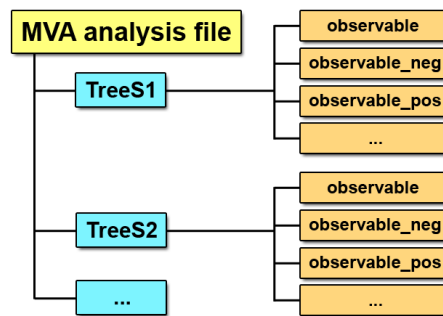 MVA analysis file
observable
observable_neg
TreeS1
observable_pos
...
observable
observable_neg
TreeS2
observable_pos
...
...